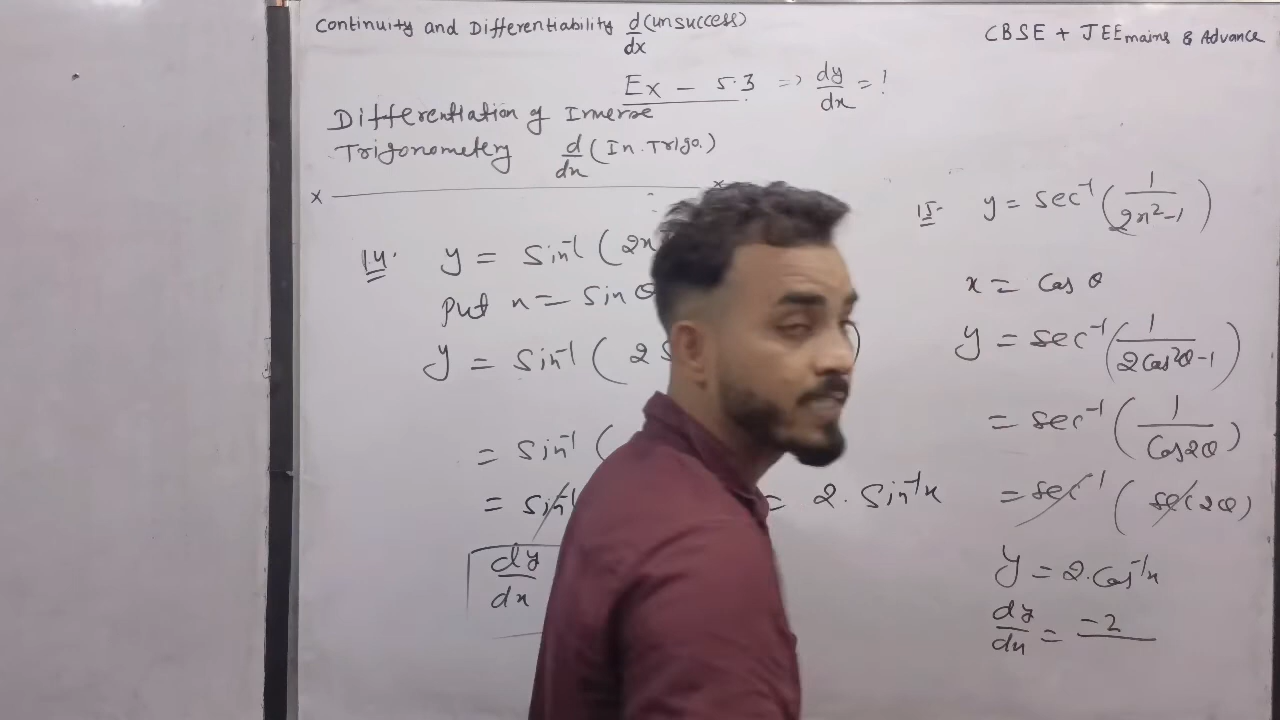 Continuity and Differentiability d(unsuccess)/dx
CBSE + JEE mains & Advance
Ex - 5.3 => dy/dx = !
Differentiation of Inverse
Trigonometery d/dx (In. Trigo.)
x x
14. y = sin⁻¹ (2x
put x = sin θ
y = sin⁻¹ ( 2 s )
= sin⁻¹ (
= sin⁻¹ = 2. sin⁻¹x
dy/dx
15. y = sec⁻¹ (1/2x²-1)
x = cos θ
y = sec⁻¹ (1/2cos²θ-1)
= sec⁻¹ (1/cos2θ)
= sec⁻¹ (sec2θ)
y = 2.cos⁻¹x
dy/dx = -2